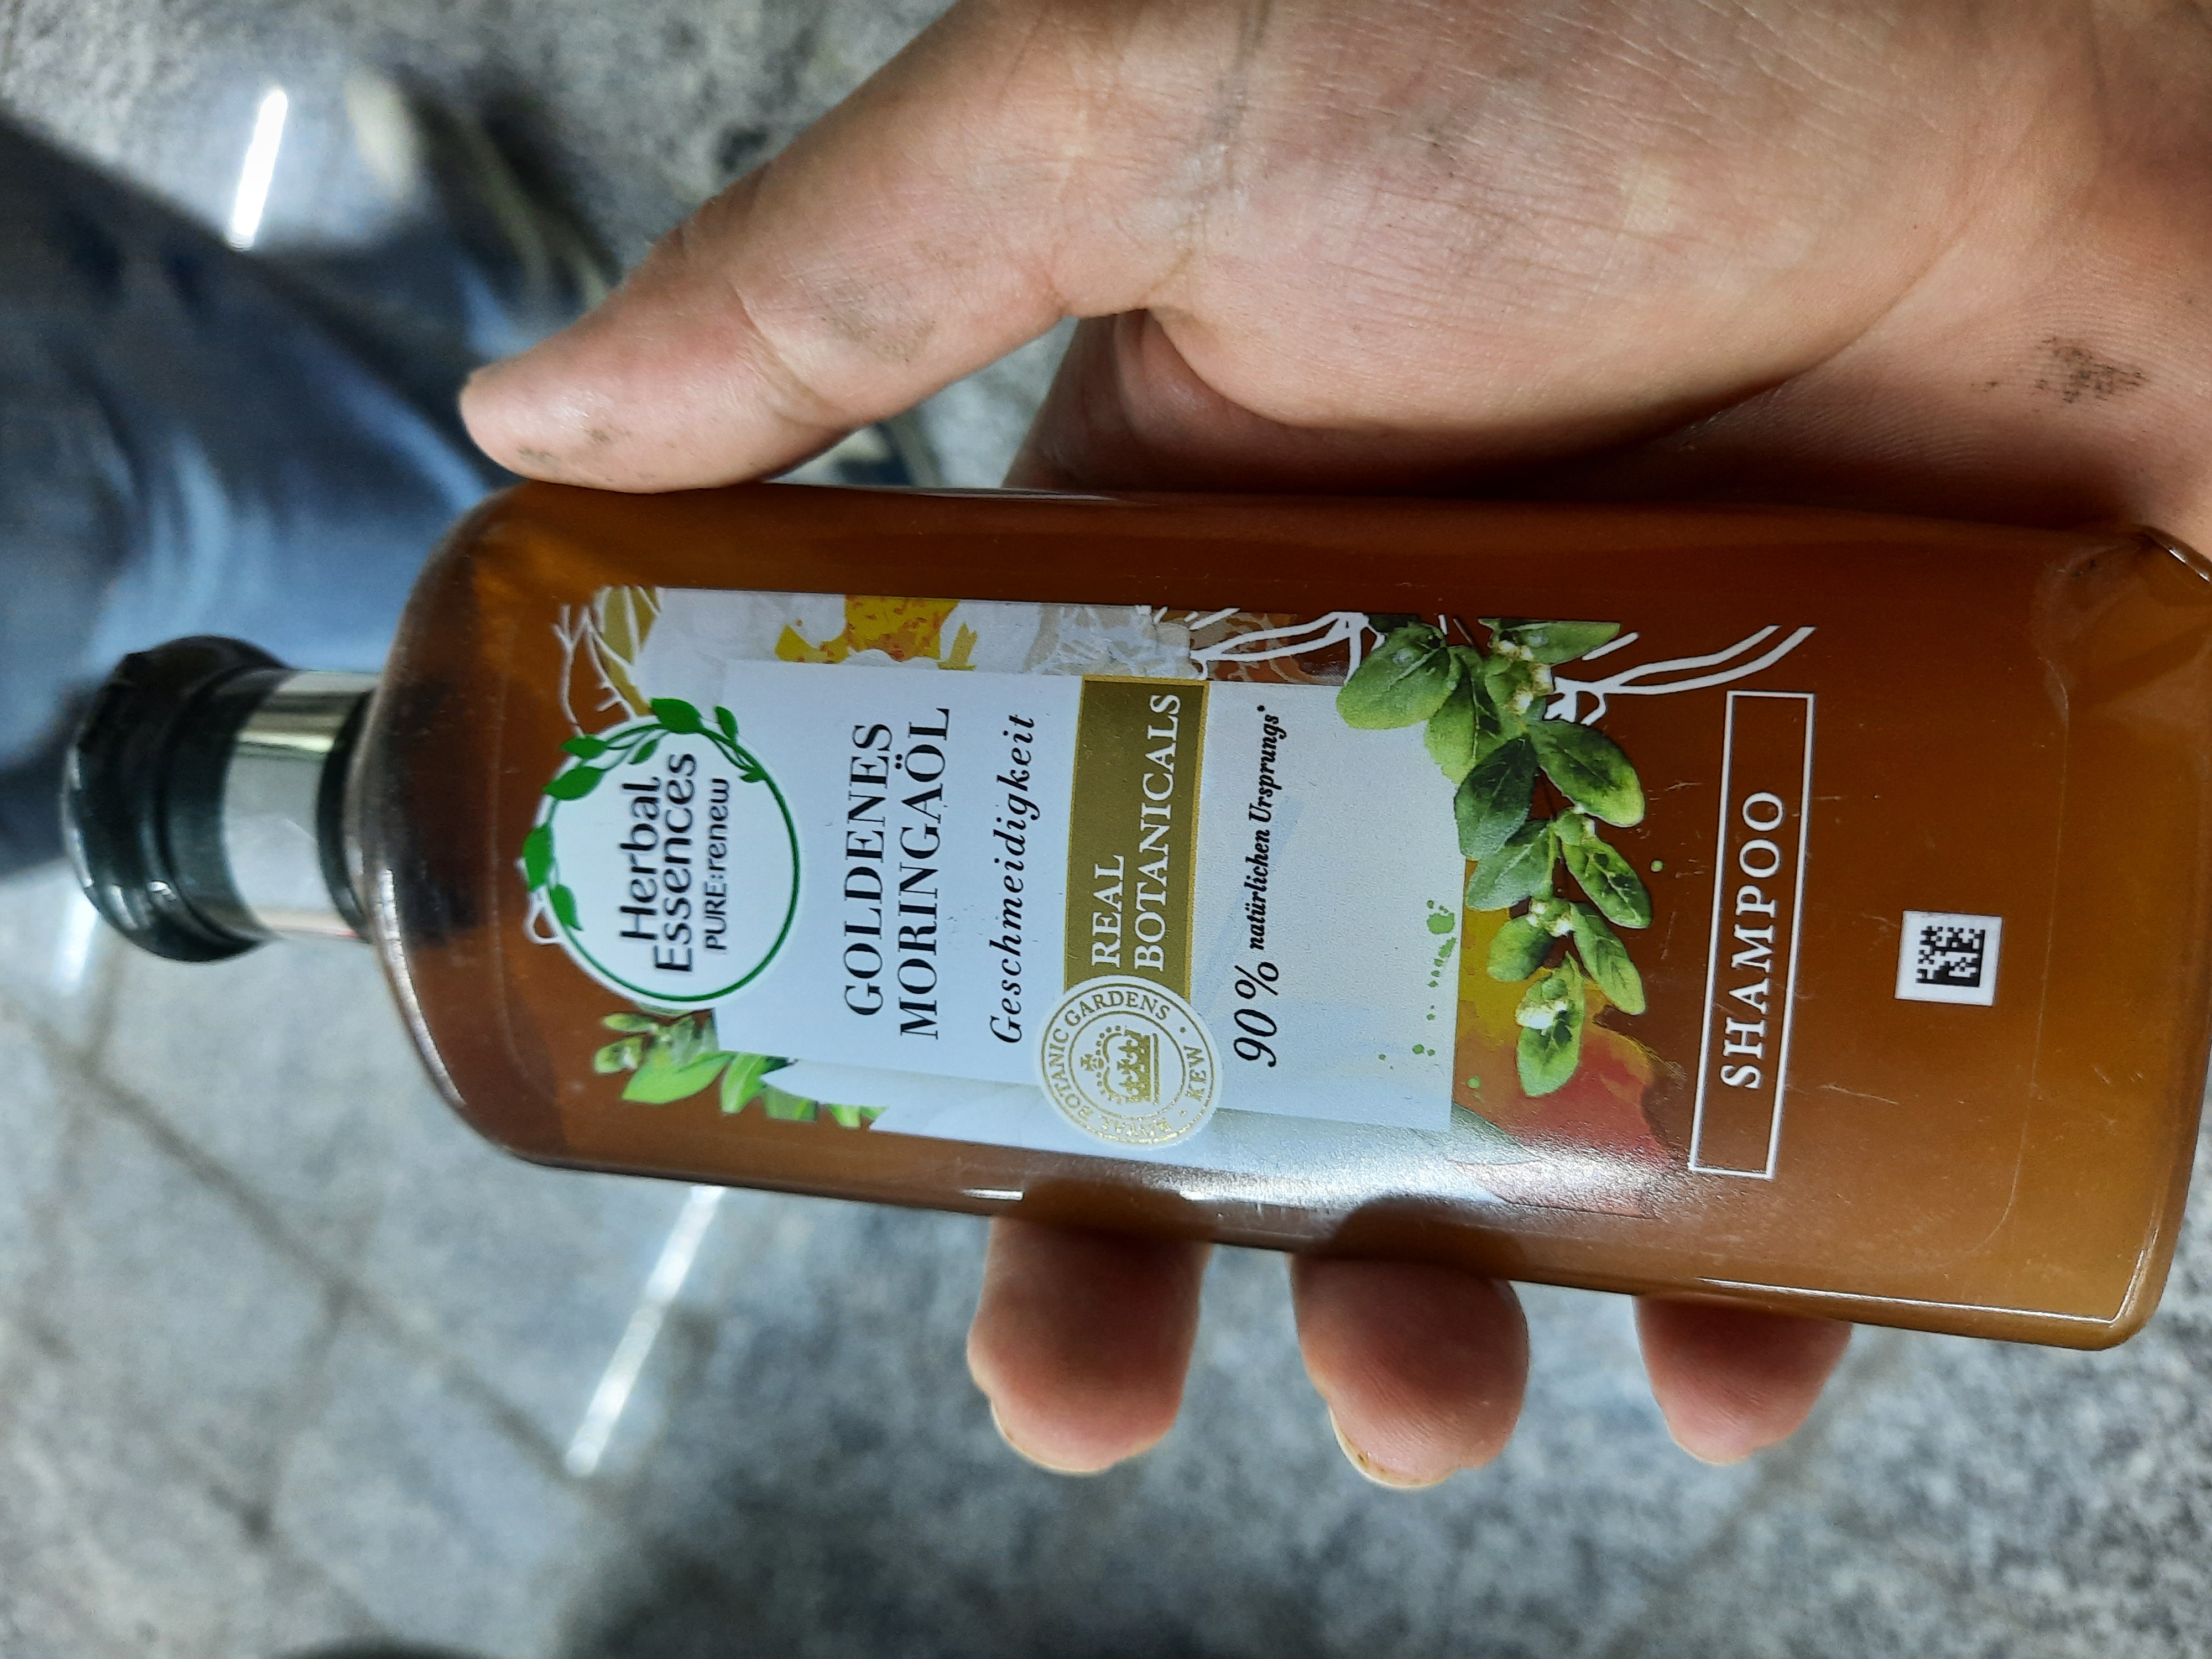 Herbal
Essences
PURE:renew
GOLDENES
MORINGAÖL
Geschmeidigkeit
REAL
BOTANICALS
ROYAL BOTANIC GARDENS · KEW ·
90 % natürlichen Ursprungs*
SHAMPOO